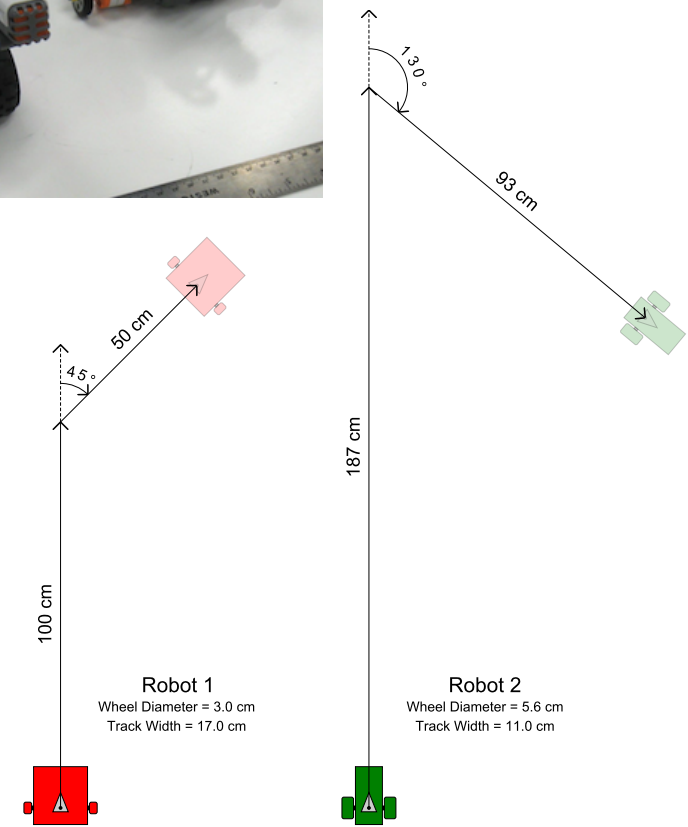 130°
93 cm
50 cm
45°
187 cm
100 cm
Robot 1
Wheel Diameter = 3.0 cm
Track Width = 17.0 cm
Robot 2
Wheel Diameter = 5.6 cm
Track Width = 11.0 cm